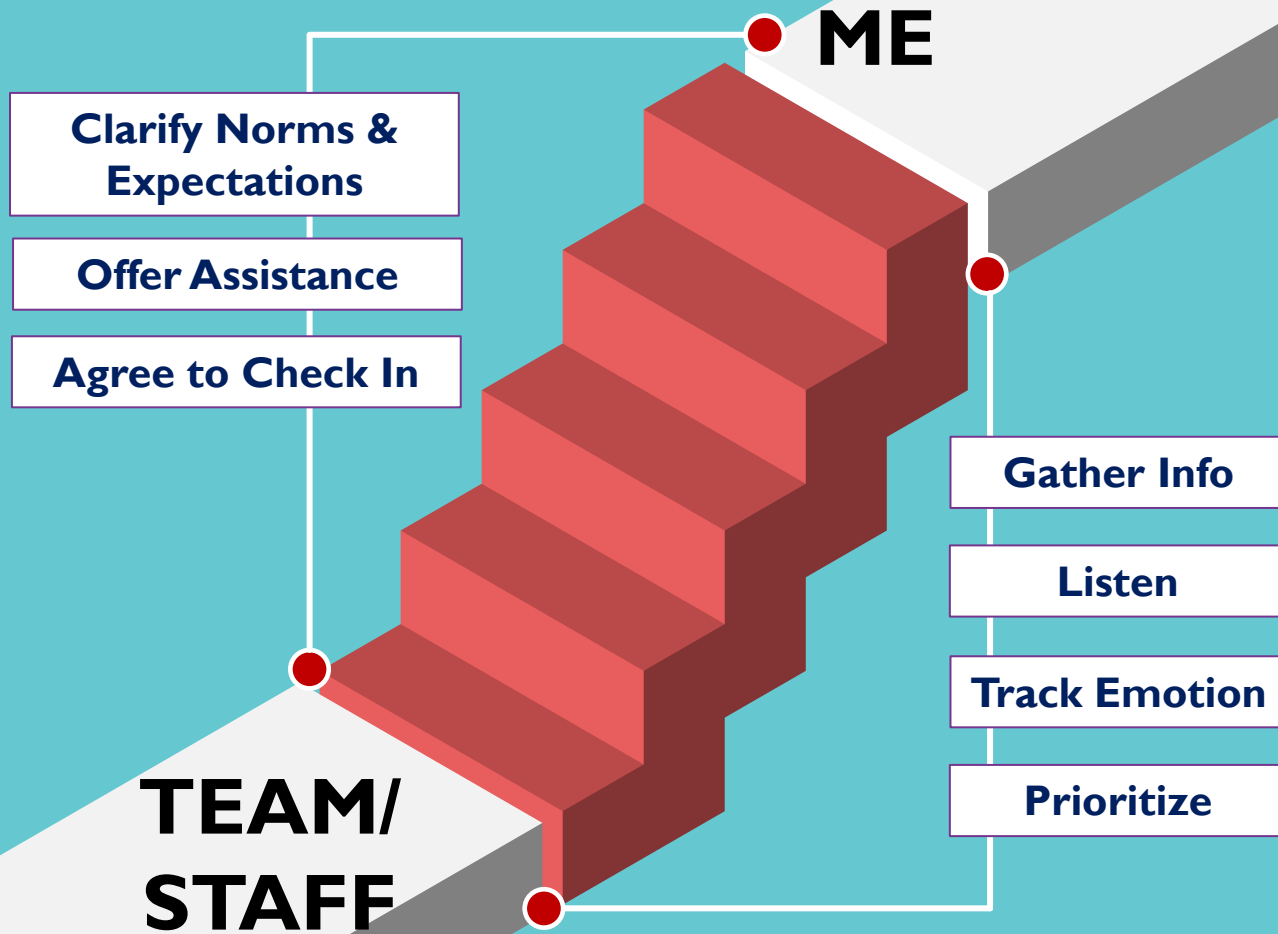 ME
Clarify Norms &
Expectations
Offer Assistance
Agree to Check In
Gather Info
Listen
Track Emotion
Prioritize
TEAM/
STAFF